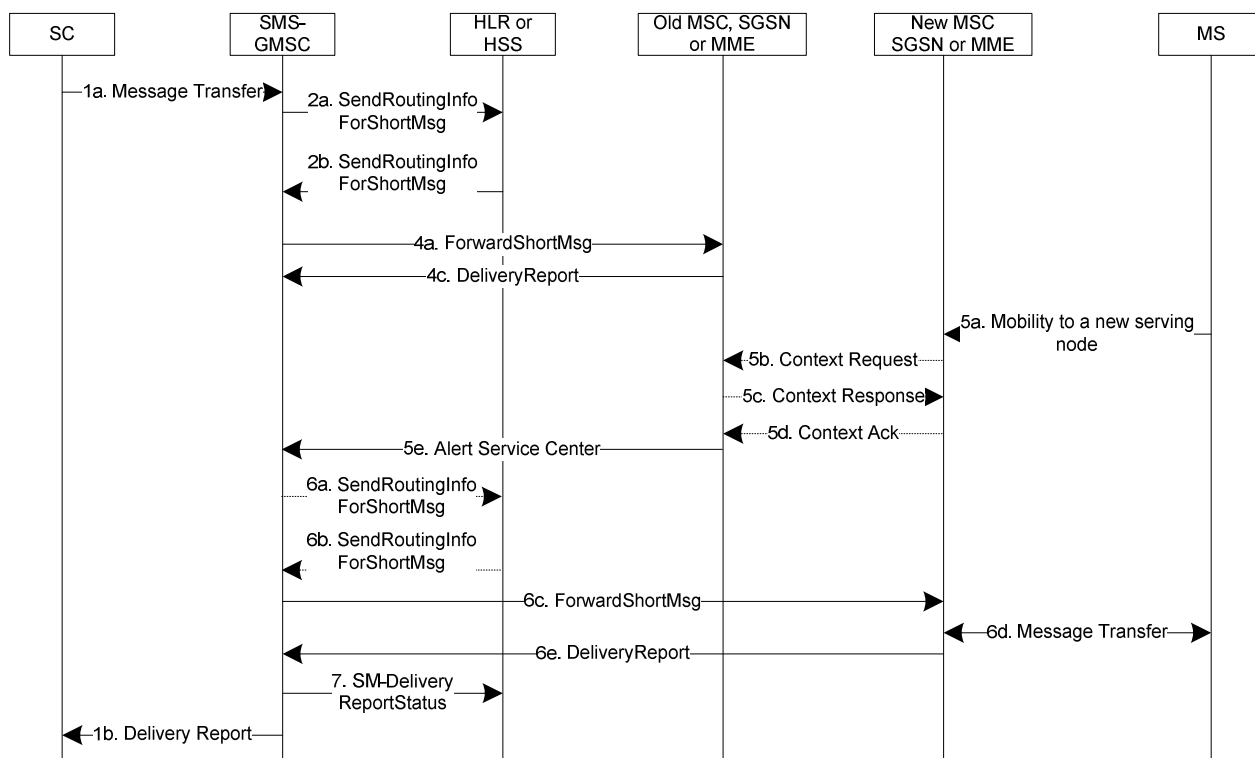 SC
SMS-
GMSC
HLR or
HSS
Old MSC, SGSN
or MME
New MSC
SGSN or MME
MS
1a. Message Transfer
2a. SendRoutingInfo
ForShortMsg
2b. SendRoutingInfo
ForShortMsg
4a. ForwardShortMsg
4c. DeliveryReport
5a. Mobility to a new serving
node
5b. Context Request
5c. Context Response
5d. Context Ack
5e. Alert Service Center
6a. SendRoutingInfo
ForShortMsg
6b. SendRoutingInfo
ForShortMsg
6c. ForwardShortMsg
6d. Message Transfer
6e. DeliveryReport
7. SM-Delivery
ReportStatus
1b. Delivery Report